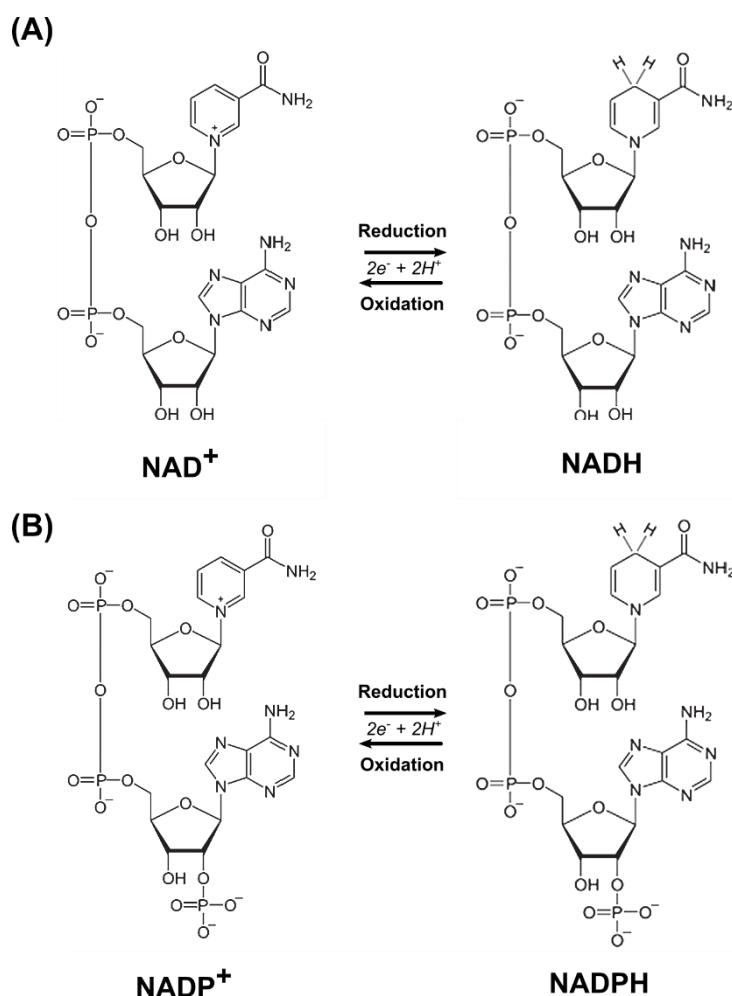 (A)
O
O⁻
NH₂
O=P
O
N⁺
O
O
OH OH
NH₂
N
N
O=P
O
N
N
O⁻
O
OH OH
NAD⁺
Reduction
2e⁻ + 2H⁺
Oxidation
H H
O
O⁻
NH₂
O=P
O
N
O
O
OH OH
NH₂
N
N
O=P
O
N
N
O⁻
O
OH OH
NADH
(B)
O
O⁻
NH₂
O=P
O
N⁺
O
O
OH OH
NH₂
N
N
O=P
O
N
N
O⁻
O
OH O
O=P–O⁻
O⁻
NADP⁺
Reduction
2e⁻ + 2H⁺
Oxidation
H H
O
O⁻
NH₂
O=P
O
N
O
O
OH OH
NH₂
N
N
O=P
O
N
N
O⁻
O
OH O
O=P–O⁻
O⁻
NADPH